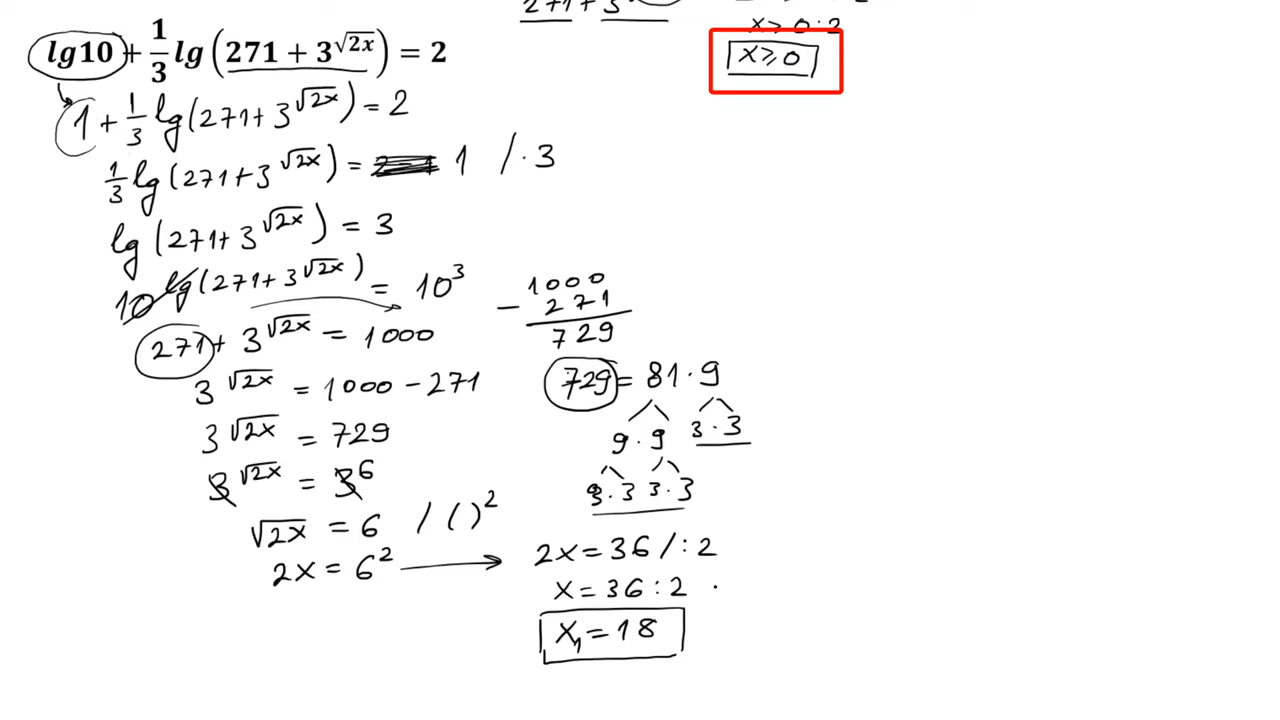 271+3
x ≥ 0 : 2
x ≥ 0
lg10 + 1/3 lg (271 + 3^√2x) = 2
1 + 1/3 lg (271 + 3^√2x) = 2
1/3 lg (271 + 3^√2x) = 1 / · 3
lg (271 + 3^√2x) = 3
10^lg(271+3^√2x) = 10^3
271 + 3^√2x = 1000
3^√2x = 1000 - 271
3^√2x = 729
3^√2x = 3^6
√2x = 6 / ( )^2
2x = 6^2
1000
- 271
729
729 = 81 · 9
9 · 9 3 · 3
3 · 3 3 · 3
2x = 36 / : 2
x = 36 : 2
x₁ = 18